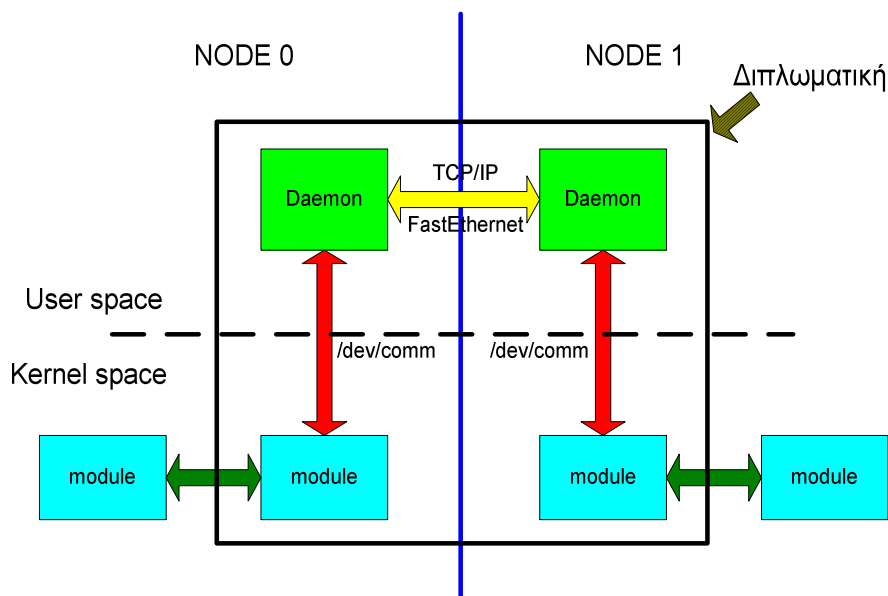 NODE 0
NODE 1
Διπλωματική
Daemon
TCP/IP
FastEthernet
Daemon
User space
/dev/comm
/dev/comm
Kernel space
module
module
module
module